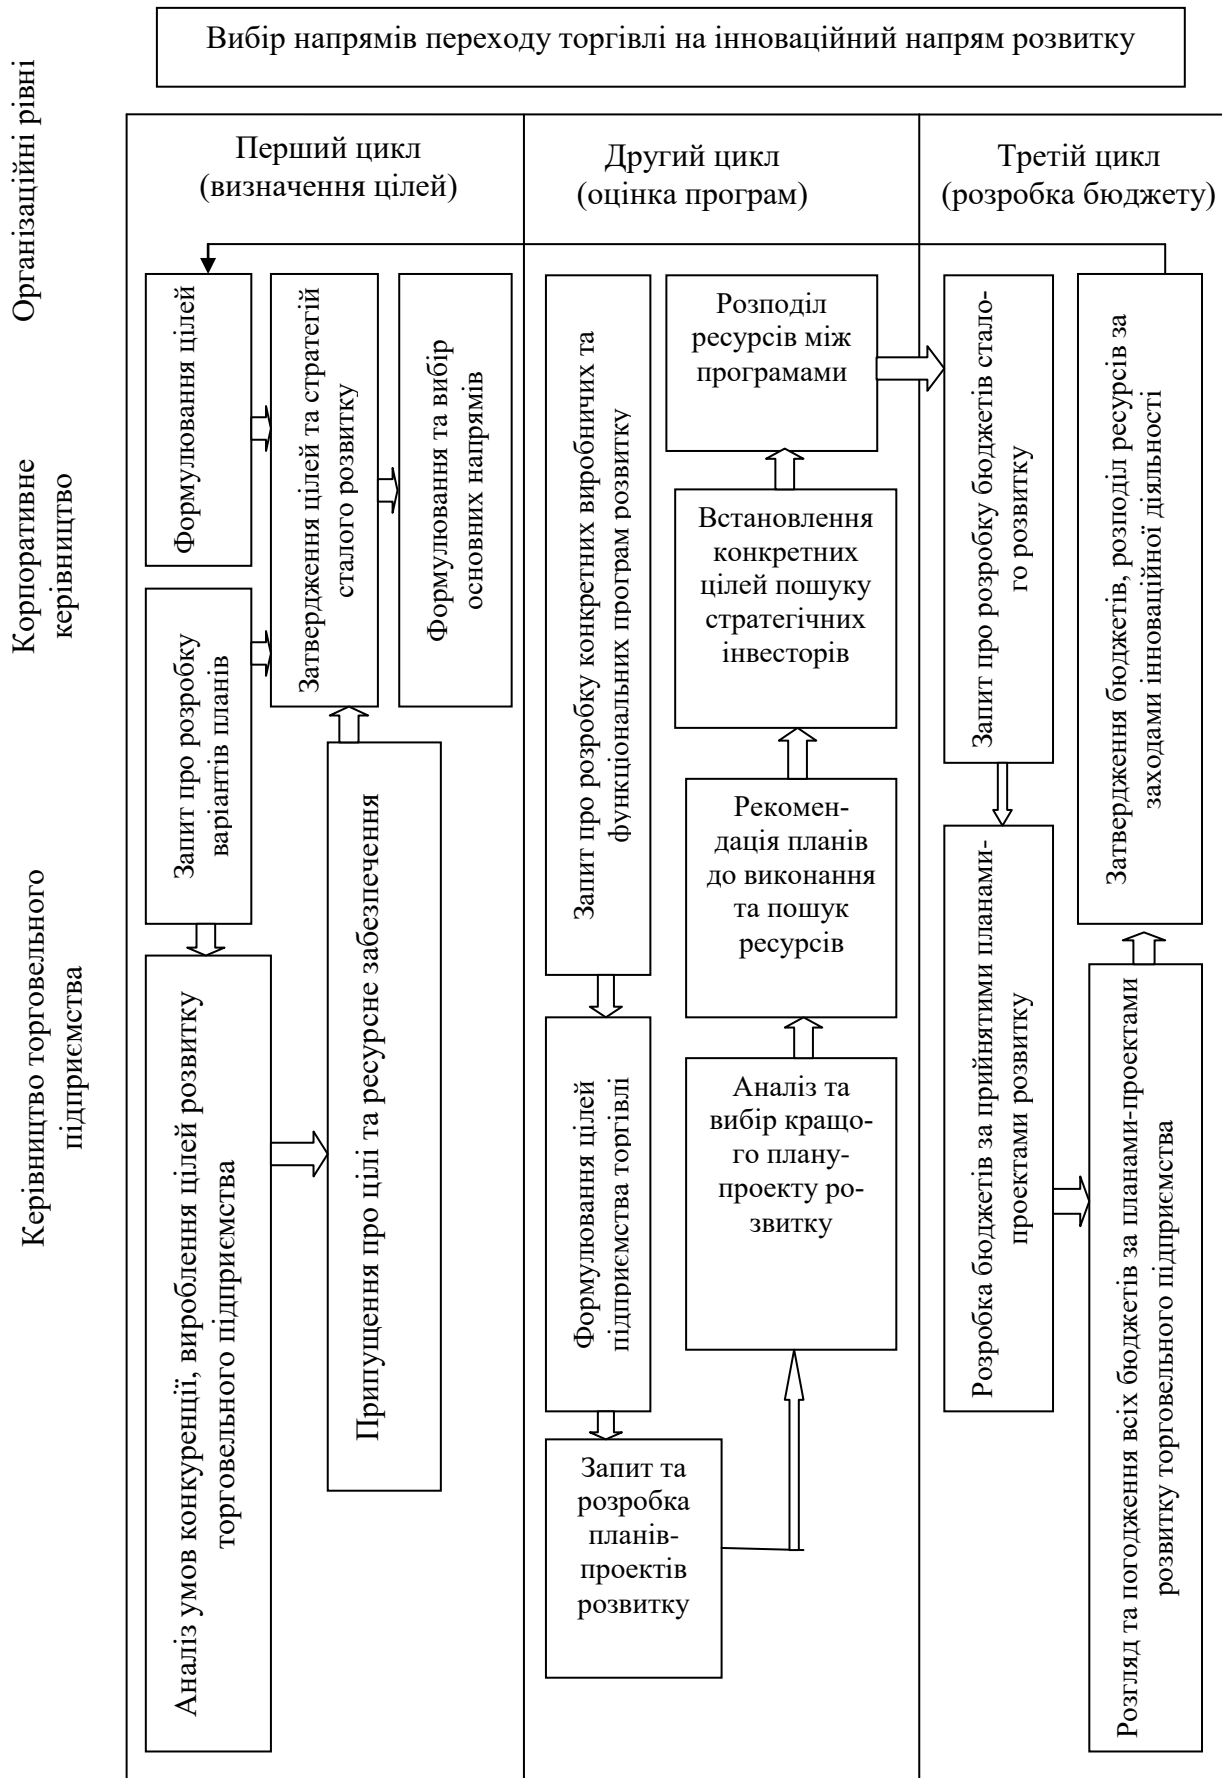 Вибір напрямів переходу торгівлі на інноваційний напрям розвитку
Організаційні рівні
Корпоративне
керівництво
Керівництво торговельного
підприємства
Перший цикл
(визначення цілей)
Формулювання цілей
Запит про розробку
варіантів планів
Затвердження цілей та стратегій
сталого розвитку
Формулювання та вибір
основних напрямів
Аналіз умов конкуренції, вироблення цілей розвитку
торговельного підприємства
Припущення про цілі та ресурсне забезпечення
Другий цикл
(оцінка програм)
Запит про розробку конкретних виробничих та
функціональних програм розвитку
Формулювання цілей
підприємства торгівлі
Запит та
розробка
планів-
проектів
розвитку
Розподіл
ресурсів між
програмами
Встановлення
конкретних
цілей пошуку
стратегічних
інвесторів
Рекомен-
дація планів
до виконання
та пошук
ресурсів
Аналіз та
вибір кращо-
го плану-
проекту ро-
звитку
Третій цикл
(розробка бюджету)
Запит про розробку бюджетів стало-
го розвитку
Розробка бюджетів за прийнятими планами-
проектами розвитку
Затвердження бюджетів, розподіл ресурсів за
заходами інноваційної діяльності
Розгляд та погодження всіх бюджетів за планами-проектами
розвитку торговельного підприємства